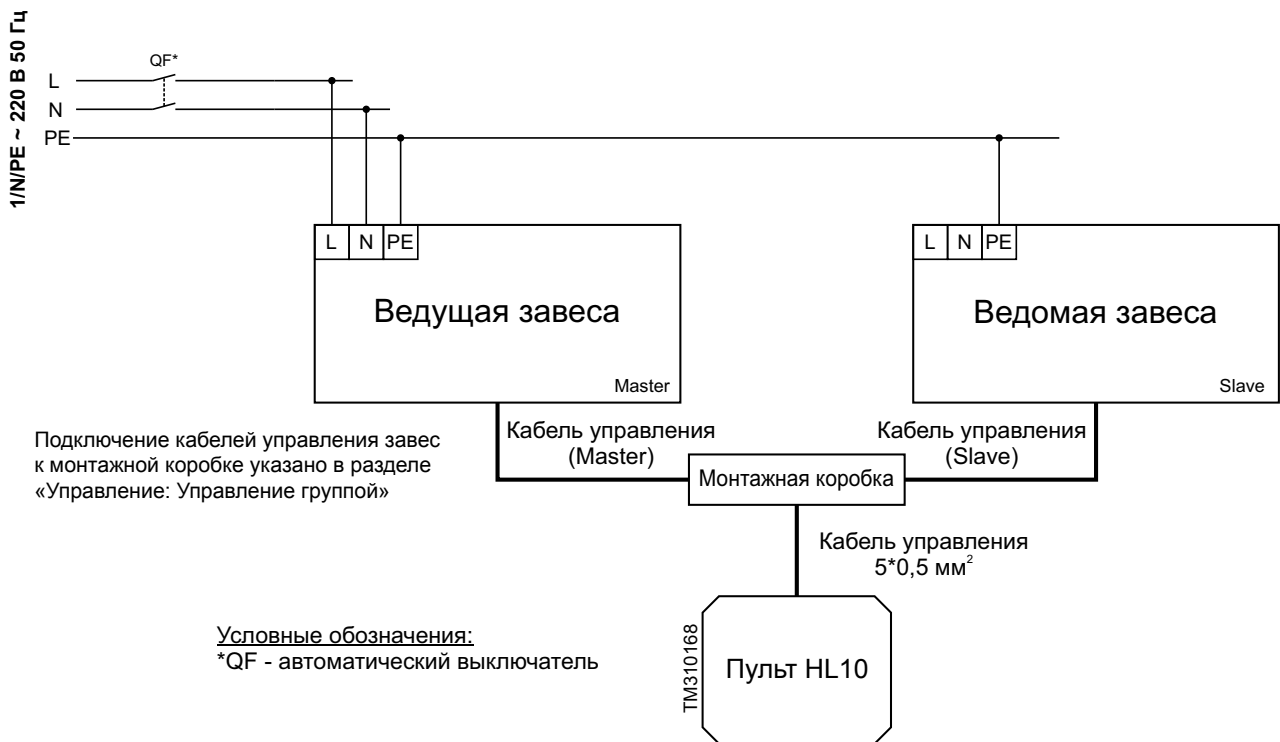 1/N/PE ~ 220 В 50 Гц
QF*
L
N
PE
L N PE
Ведущая завеса
Master
L N PE
Ведомая завеса
Slave
Подключение кабелей управления завес
к монтажной коробке указано в разделе
«Управление: Управление группой»
Кабель управления
(Master)
Кабель управления
(Slave)
Монтажная коробка
Кабель управления
5*0,5 мм²
Условные обозначения:
*QF - автоматический выключатель
TM310168
Пульт HL10